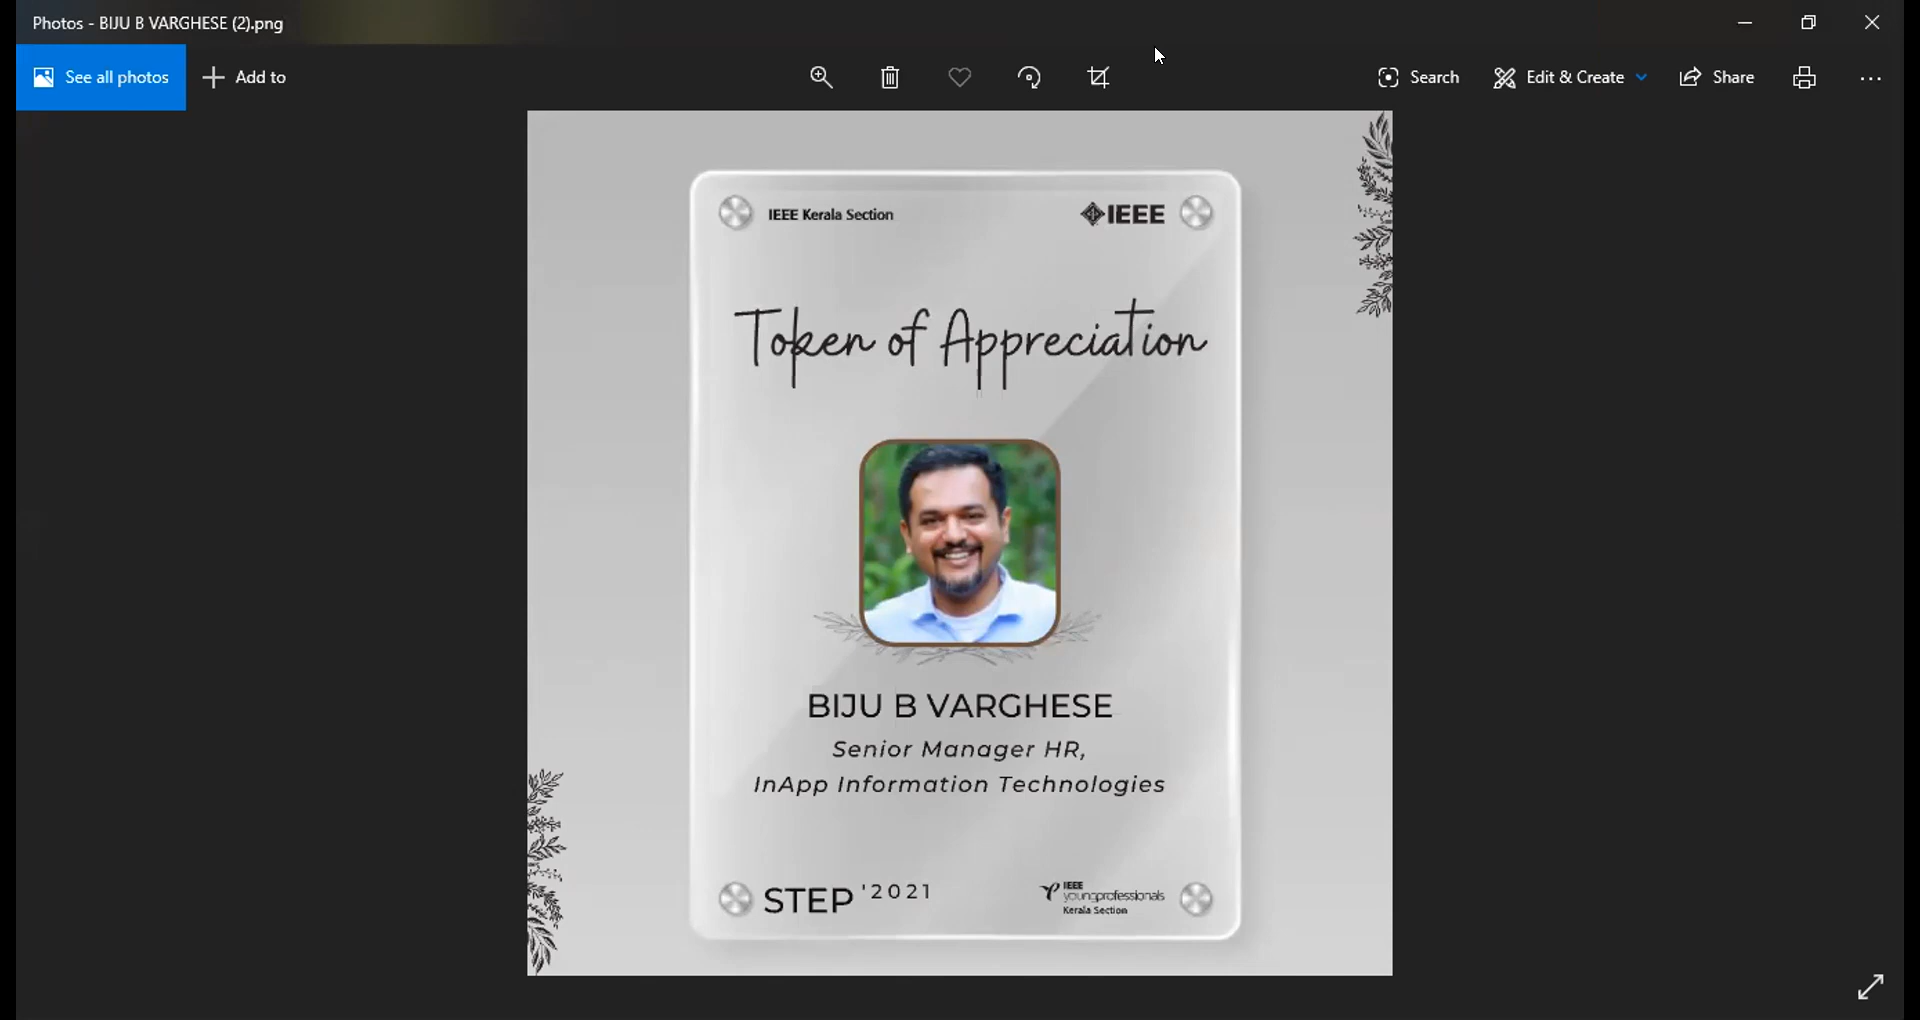 Photos - BIJU B VARGHESE (2).png
See all photos
Add to
Search
Edit & Create
Share
IEEE Kerala Section
IEEE
Token of Appreciation
BIJU B VARGHESE
Senior Manager HR,
InApp Information Technologies
STEP '2021
IEEE
youngprofessionals
Kerala Section